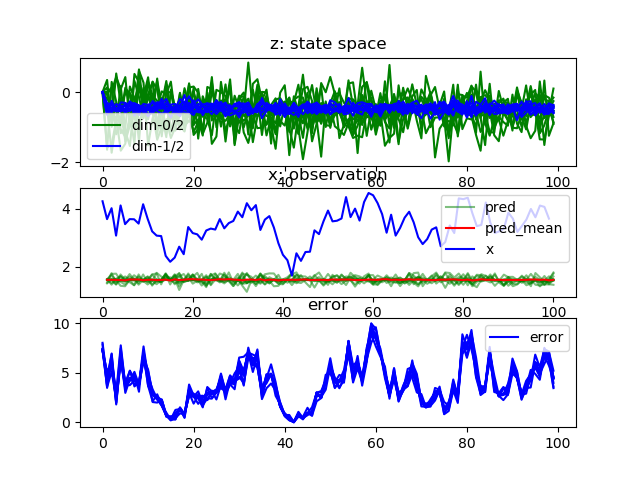 z: state space
0
−2
dim-0/2
dim-1/2
0 20 40 60 80 100
x: observation
4
2
pred
pred_mean
x
0 20 40 60 80 100
error
10
5
0
error
0 20 40 60 80 100